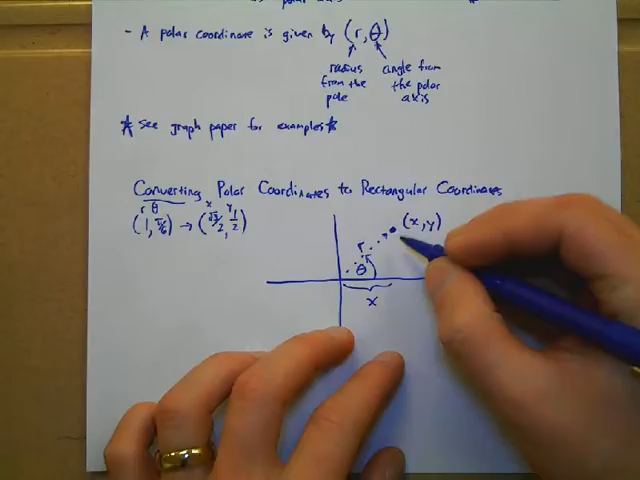 - A polar coordinate is given by (r, θ)
radius from the pole
angle from the polar axis
* see graph paper for examples *
Converting Polar Coordinates to Rectangular Coordinates
r θ x y
(1, π/6) → (√3/2, 1/2)
(x, y)
r
θ
x